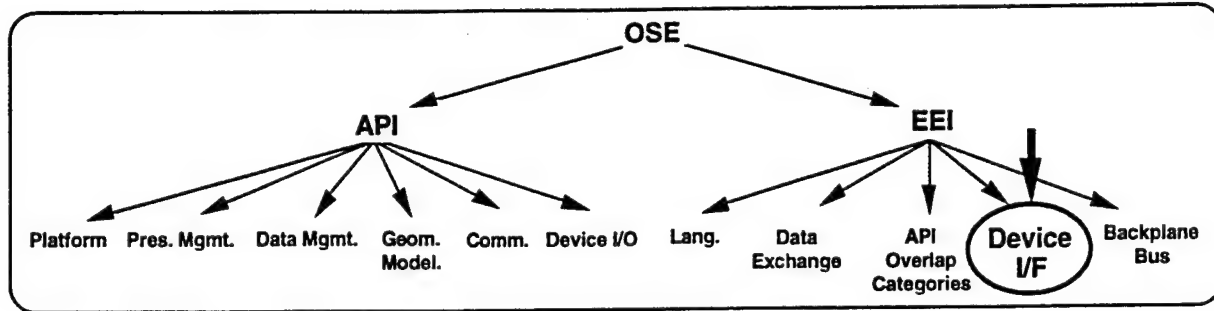 OSE
API
EEI
Platform
Pres. Mgmt.
Data Mgmt.
Geom.
Model.
Comm.
Device I/O
Lang.
Data
Exchange
API
Overlap
Categories
Device
I/F
Backplane
Bus